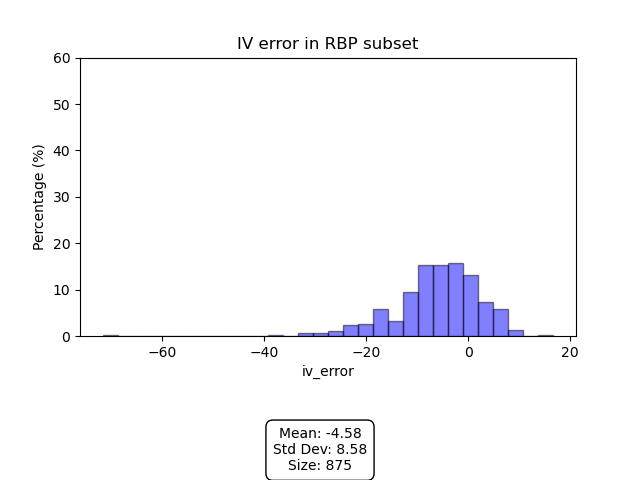 IV error in RBP subset
60
50
40
30
20
10
0
Percentage (%)
−60
−40
−20
0
20
iv_error
Mean: -4.58
Std Dev: 8.58
Size: 875